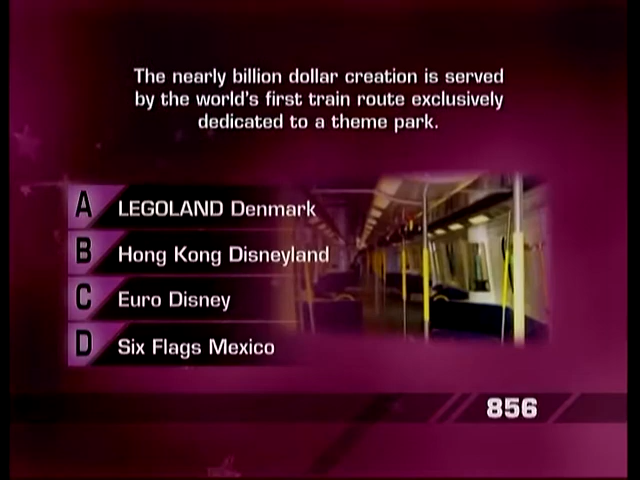 The nearly billion dollar creation is served
by the world's first train route exclusively
dedicated to a theme park.
A LEGOLAND Denmark
B Hong Kong Disneyland
C Euro Disney
D Six Flags Mexico
856